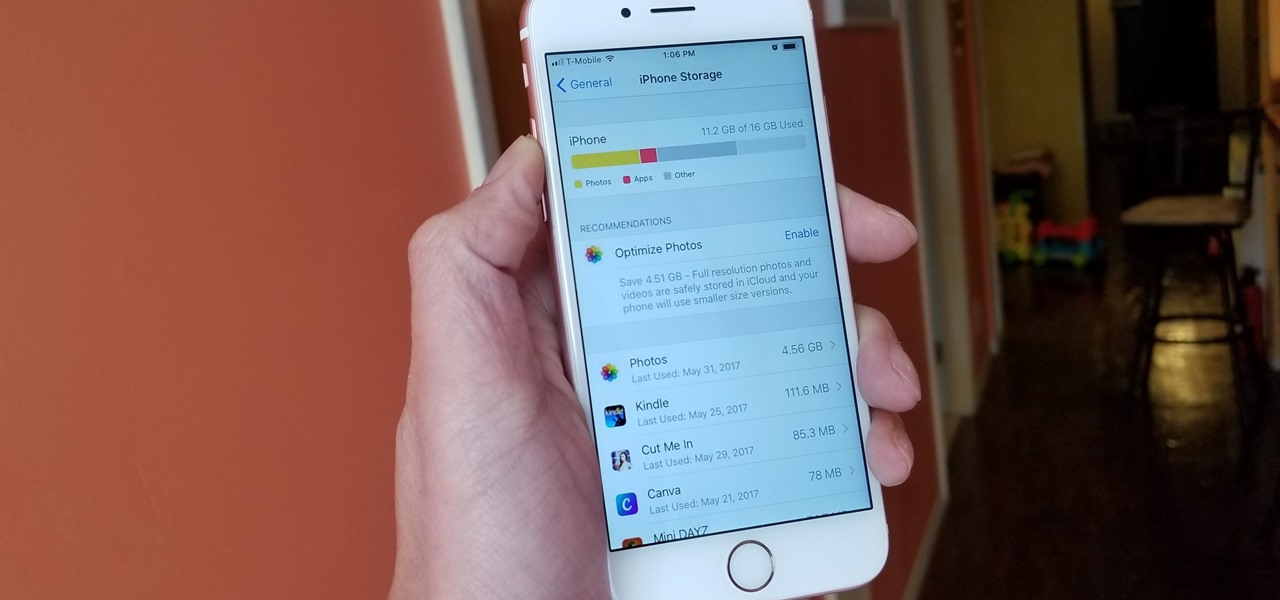 T-Mobile 1:06 PM
General iPhone Storage
iPhone 11.2 GB of 16 GB Used
Photos Apps Other
RECOMMENDATIONS
Optimize Photos Enable
Save 4.51 GB - Full resolution photos and
videos are safely stored in iCloud and your
phone will use smaller size versions.
Photos 4.56 GB
Last Used: May 31, 2017
Kindle 111.6 MB
Last Used: May 25, 2017
Cut Me In 85.3 MB
Last Used: May 29, 2017
Canva 78 MB
Last Used: May 21, 2017
Mini DAYZ